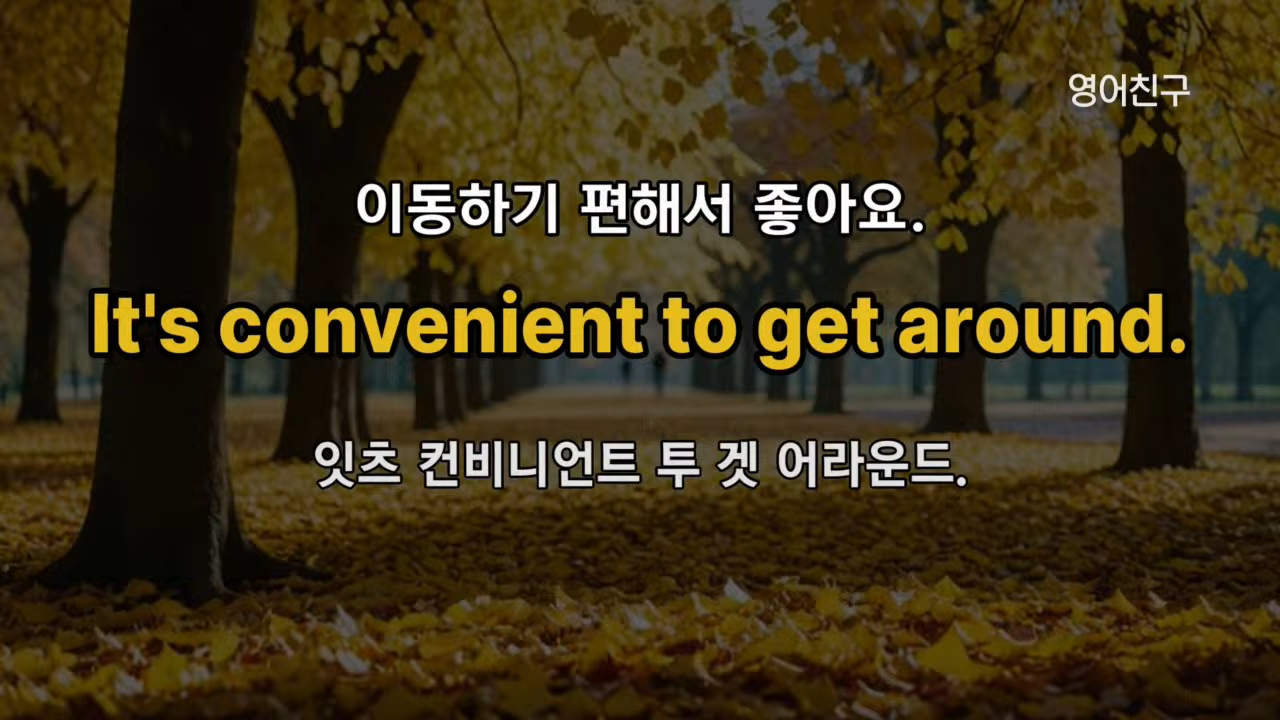 영어친구
이동하기 편해서 좋아요.
It's convenient to get around.
잇츠 컨비니언트 투 겟 어라운드.